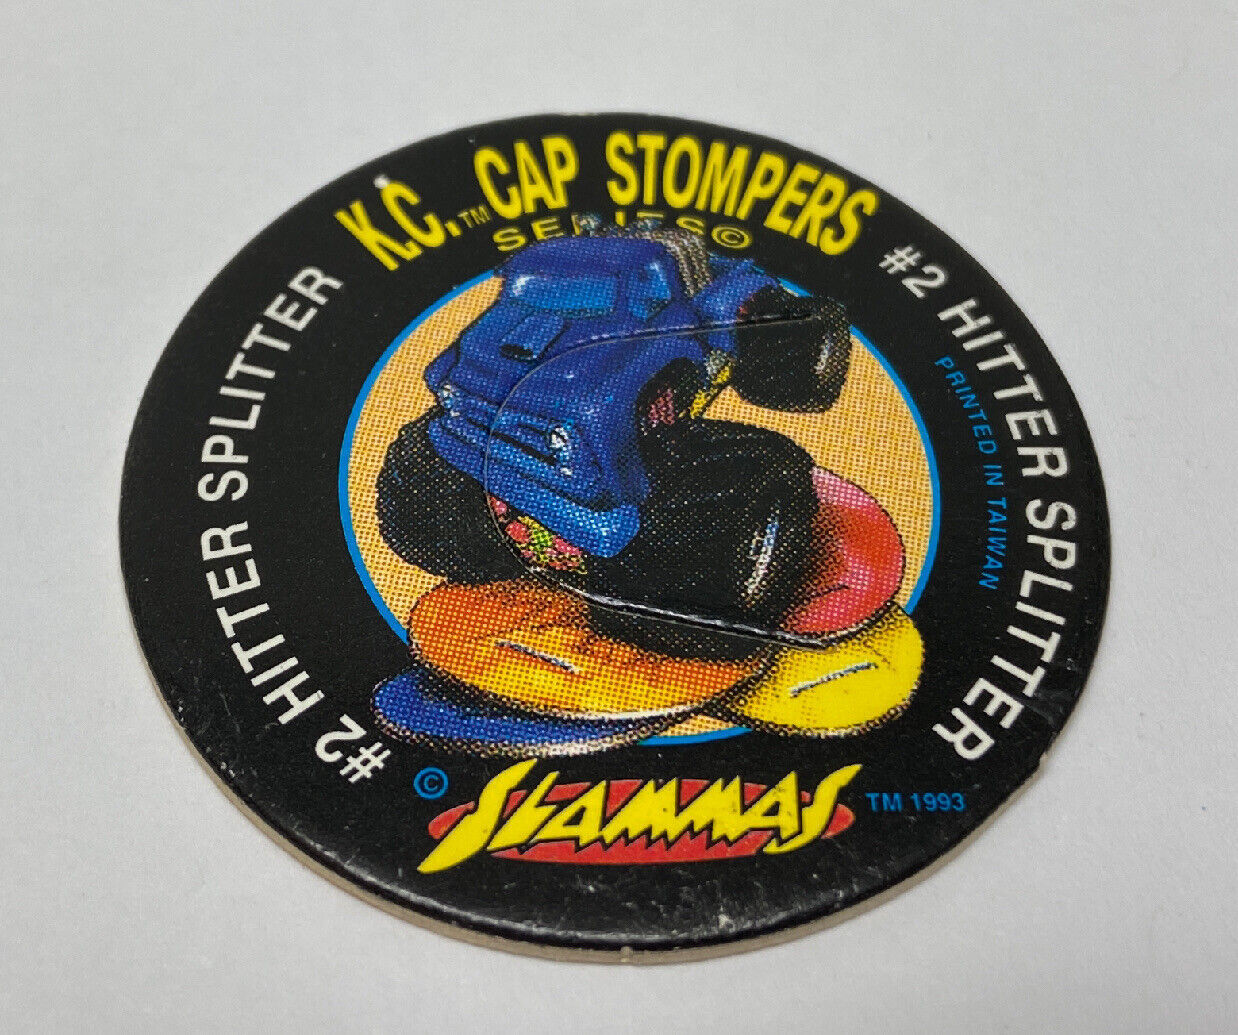 K.C.™ CAP STOMPERS
SERIES©
#2 HITTER SPLITTER
#2 HITTER SPLITTER
PRINTED IN TAIWAN
© SLAMMAS TM 1993